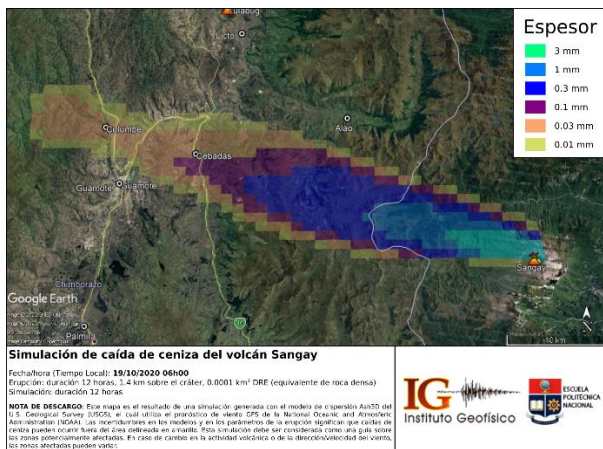 Licto
Espesor
3 mm
1 mm
0.3 mm
0.1 mm
0.03 mm
0.01 mm
Columbe
Alao
Cebadas
Guamote
Guamote
Sangay
Chimborazo
Google Earth
Palmira
10 km
N
Simulación de caída de ceniza del volcán Sangay
Fecha/hora (Tiempo Local): 19/10/2020 06h00
Erupción: duración 12 horas, 1.4 km sobre el cráter, 0.0001 km³ DRE (equivalente de roca densa)
Simulación: duración 12 horas
NOTA DE DESCARGO: Este mapa es el resultado de una simulación generada con el modelo de dispersión Ash3D del
U.S. Geological Survey (USGS), el cuál utiliza el pronóstico de viento GFS de la National Oceanic and Atmosferic
Administration (NOAA). Las incertidumbres en los modelos y en los parámetros de la erupción significan que caídas de
ceniza pueden ocurrir fuera del área delineada en amarillo. Esta simulación debe ser considerada como una guía sobre
las zonas potencialmente afectadas. En caso de cambio en la actividad volcánica o de la dirección/velocidad del viento,
las zonas afectadas pueden variar.
IG
Instituto Geofísico
ESCUELA
POLITÉCNICA
NACIONAL